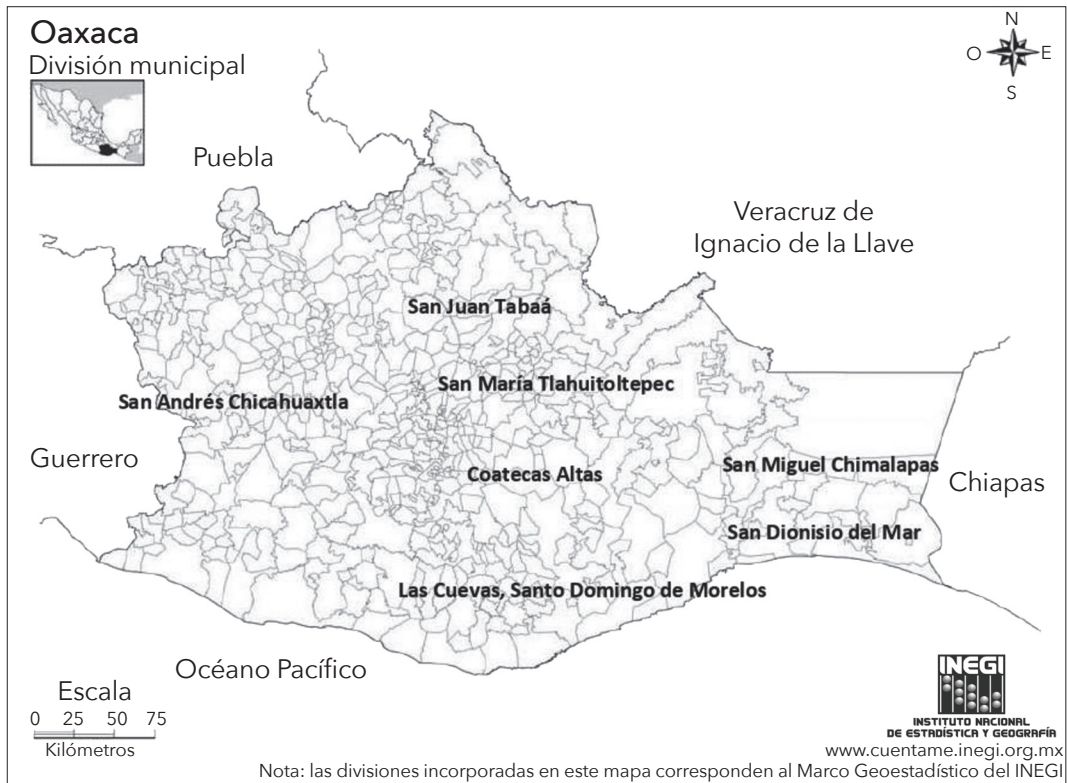 Oaxaca
División municipal
N
O
E
S
Puebla
Veracruz de
Ignacio de la Llave
San Juan Tabaá
San María Tlahuitoltepec
San Andrés Chicahuaxtla
Guerrero
Coatecas Altas
San Miguel Chimalapas
Chiapas
San Dionisio del Mar
Las Cuevas, Santo Domingo de Morelos
Océano Pacífico
Escala
0 25 50 75
Kilómetros
INEGI
INSTITUTO NACIONAL
DE ESTADÍSTICA Y GEOGRAFÍA
www.cuentame.inegi.org.mx
Nota: las divisiones incorporadas en este mapa corresponden al Marco Geoestadístico del INEGI